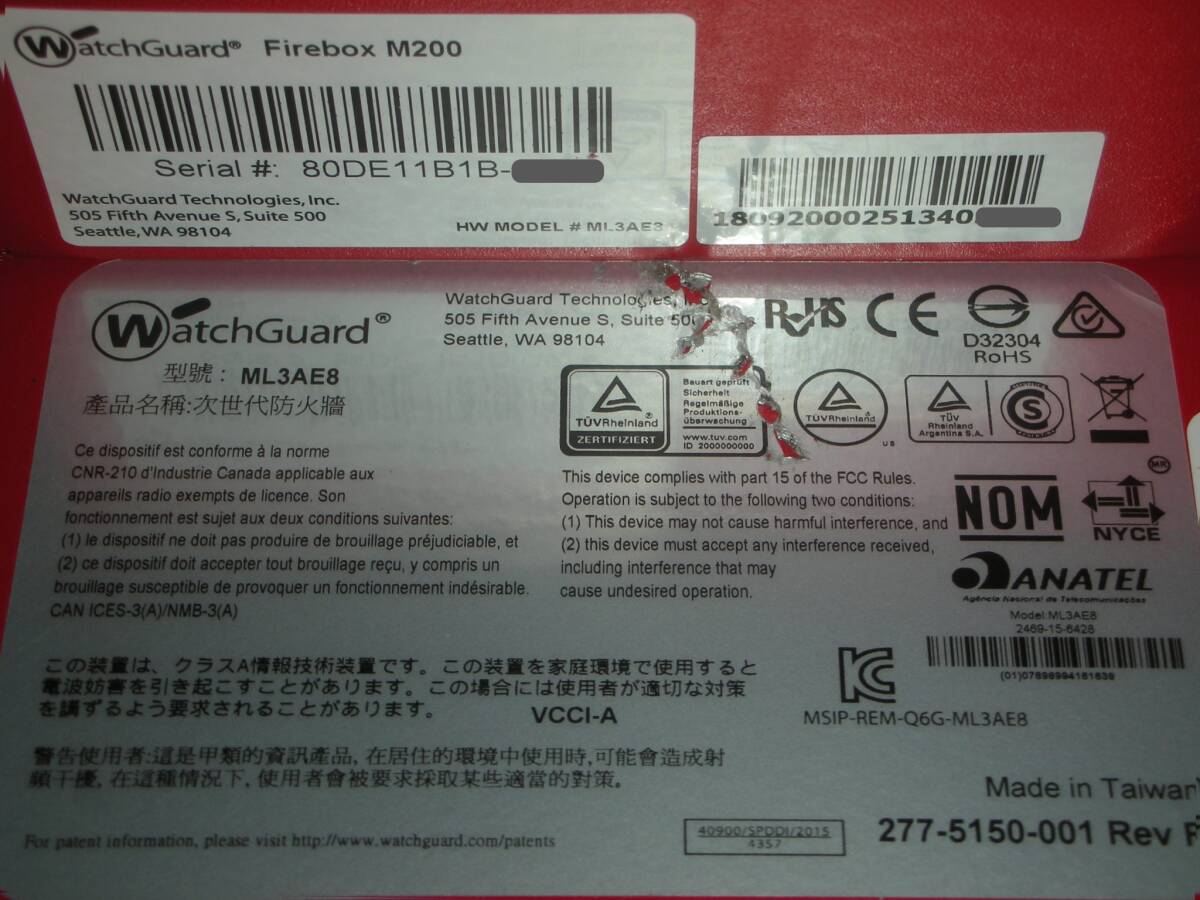 WatchGuard® Firebox M200
Serial #: 80DE11B1B-
WatchGuard Technologies, Inc.
505 Fifth Avenue S, Suite 500
Seattle, WA 98104
HW MODEL # ML3AE8
18092000251340
WatchGuard®
型號：ML3AE8
產品名稱:次世代防火牆
WatchGuard Technologies, Inc
505 Fifth Avenue S, Suite 50
Seattle, WA 98104
RoHS CE
D32304
RoHS
TÜVRheinland®
ZERTIFIZIERT
Bauart geprüft
Sicherheit
Regelmäßige
Produktions-
überwachung
www.tuv.com
ID 2000000000
TÜVRheinland
US
TÜV
Rheinland
Argentina S.A.
S
Ce dispositif est conforme à la norme
CNR-210 d'Industrie Canada applicable aux
appareils radio exempts de licence. Son
fonctionnement est sujet aux deux conditions suivantes:
(1) le dispositif ne doit pas produire de brouillage préjudiciable, et
(2) ce dispositif doit accepter tout brouillage reçu, y compris un
brouillage susceptible de provoquer un fonctionnement indésirable.
CAN ICES-3(A)/NMB-3(A)
This device complies with part 15 of the FCC Rules.
Operation is subject to the following two conditions:
(1) This device may not cause harmful interference, and
(2) this device must accept any interference received,
including interference that may
cause undesired operation.
NOM
MR
NYCE
ANATEL
Agência Nacional de Telecomunicações
Model:ML3AE8
2469-15-6428
(01)07898994161639
この装置は、クラスA情報技術装置です。この装置を家庭環境で使用すると
電波妨害を引き起こすことがあります。この場合には使用者が適切な対策
を講ずるよう要求されることがあります。 VCCI-A
KC
MSIP-REM-Q6G-ML3AE8
警告使用者:這是甲類的資訊產品, 在居住的環境中使用時,可能會造成射
頻干擾, 在這種情況下, 使用者會被要求採取某些適當的對策。
Made in Taiwan
For patent information, please visit http://www.watchguard.com/patents
40900/SPDDI/2015
4357
277-5150-001 Rev